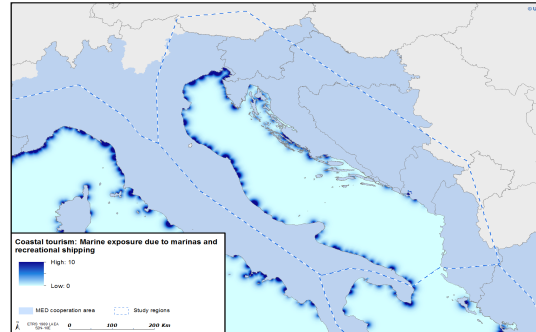 © U
Coastal tourism: Marine exposure due to marinas and
recreational shipping
High: 10
Low: 0
MED cooperation area
Study regions
0 100 200 Km